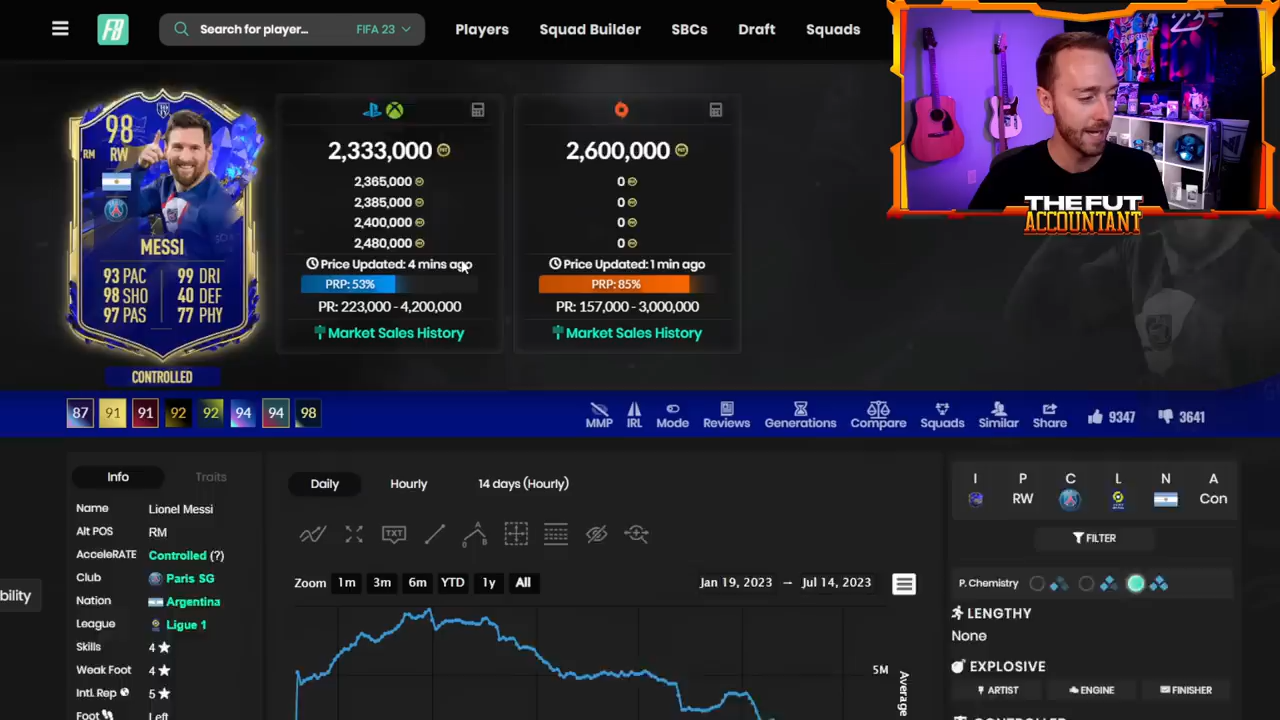 FB
Search for player...
FIFA 23
Players
Squad Builder
SBCs
Draft
Squads
98
RW
RM
MESSI
93 PAC
99 DRI
98 SHO
40 DEF
97 PAS
77 PHY
CONTROLLED
2,333,000
2,365,000
2,385,000
2,400,000
2,480,000
Price Updated: 4 mins ago
PRP: 53%
PR: 223,000 - 4,200,000
Market Sales History
2,600,000
0
0
0
0
Price Updated: 1 min ago
PRP: 85%
PR: 157,000 - 3,000,000
Market Sales History
THE FUT
ACCOUNTANT
87
91
91
92
92
94
94
98
MMP
IRL
Mode
Reviews
Generations
Compare
Squads
Similar
Share
9347
3641
bility
Info
Traits
Name Lionel Messi
Alt POS RM
AcceleRATE Controlled (?)
Club Paris SG
Nation Argentina
League Ligue 1
Skills 4
Weak Foot 4
Intl. Rep 5
Foot Left
Daily
Hourly
14 days (Hourly)
TXT
Zoom 1m 3m 6m YTD 1y All
Jan 19, 2023 → Jul 14, 2023
5M
Average
I P C L N A
RW Con
FILTER
P. Chemistry
LENGTHY
None
EXPLOSIVE
ARTIST
ENGINE
FINISHER
CONTROLLED